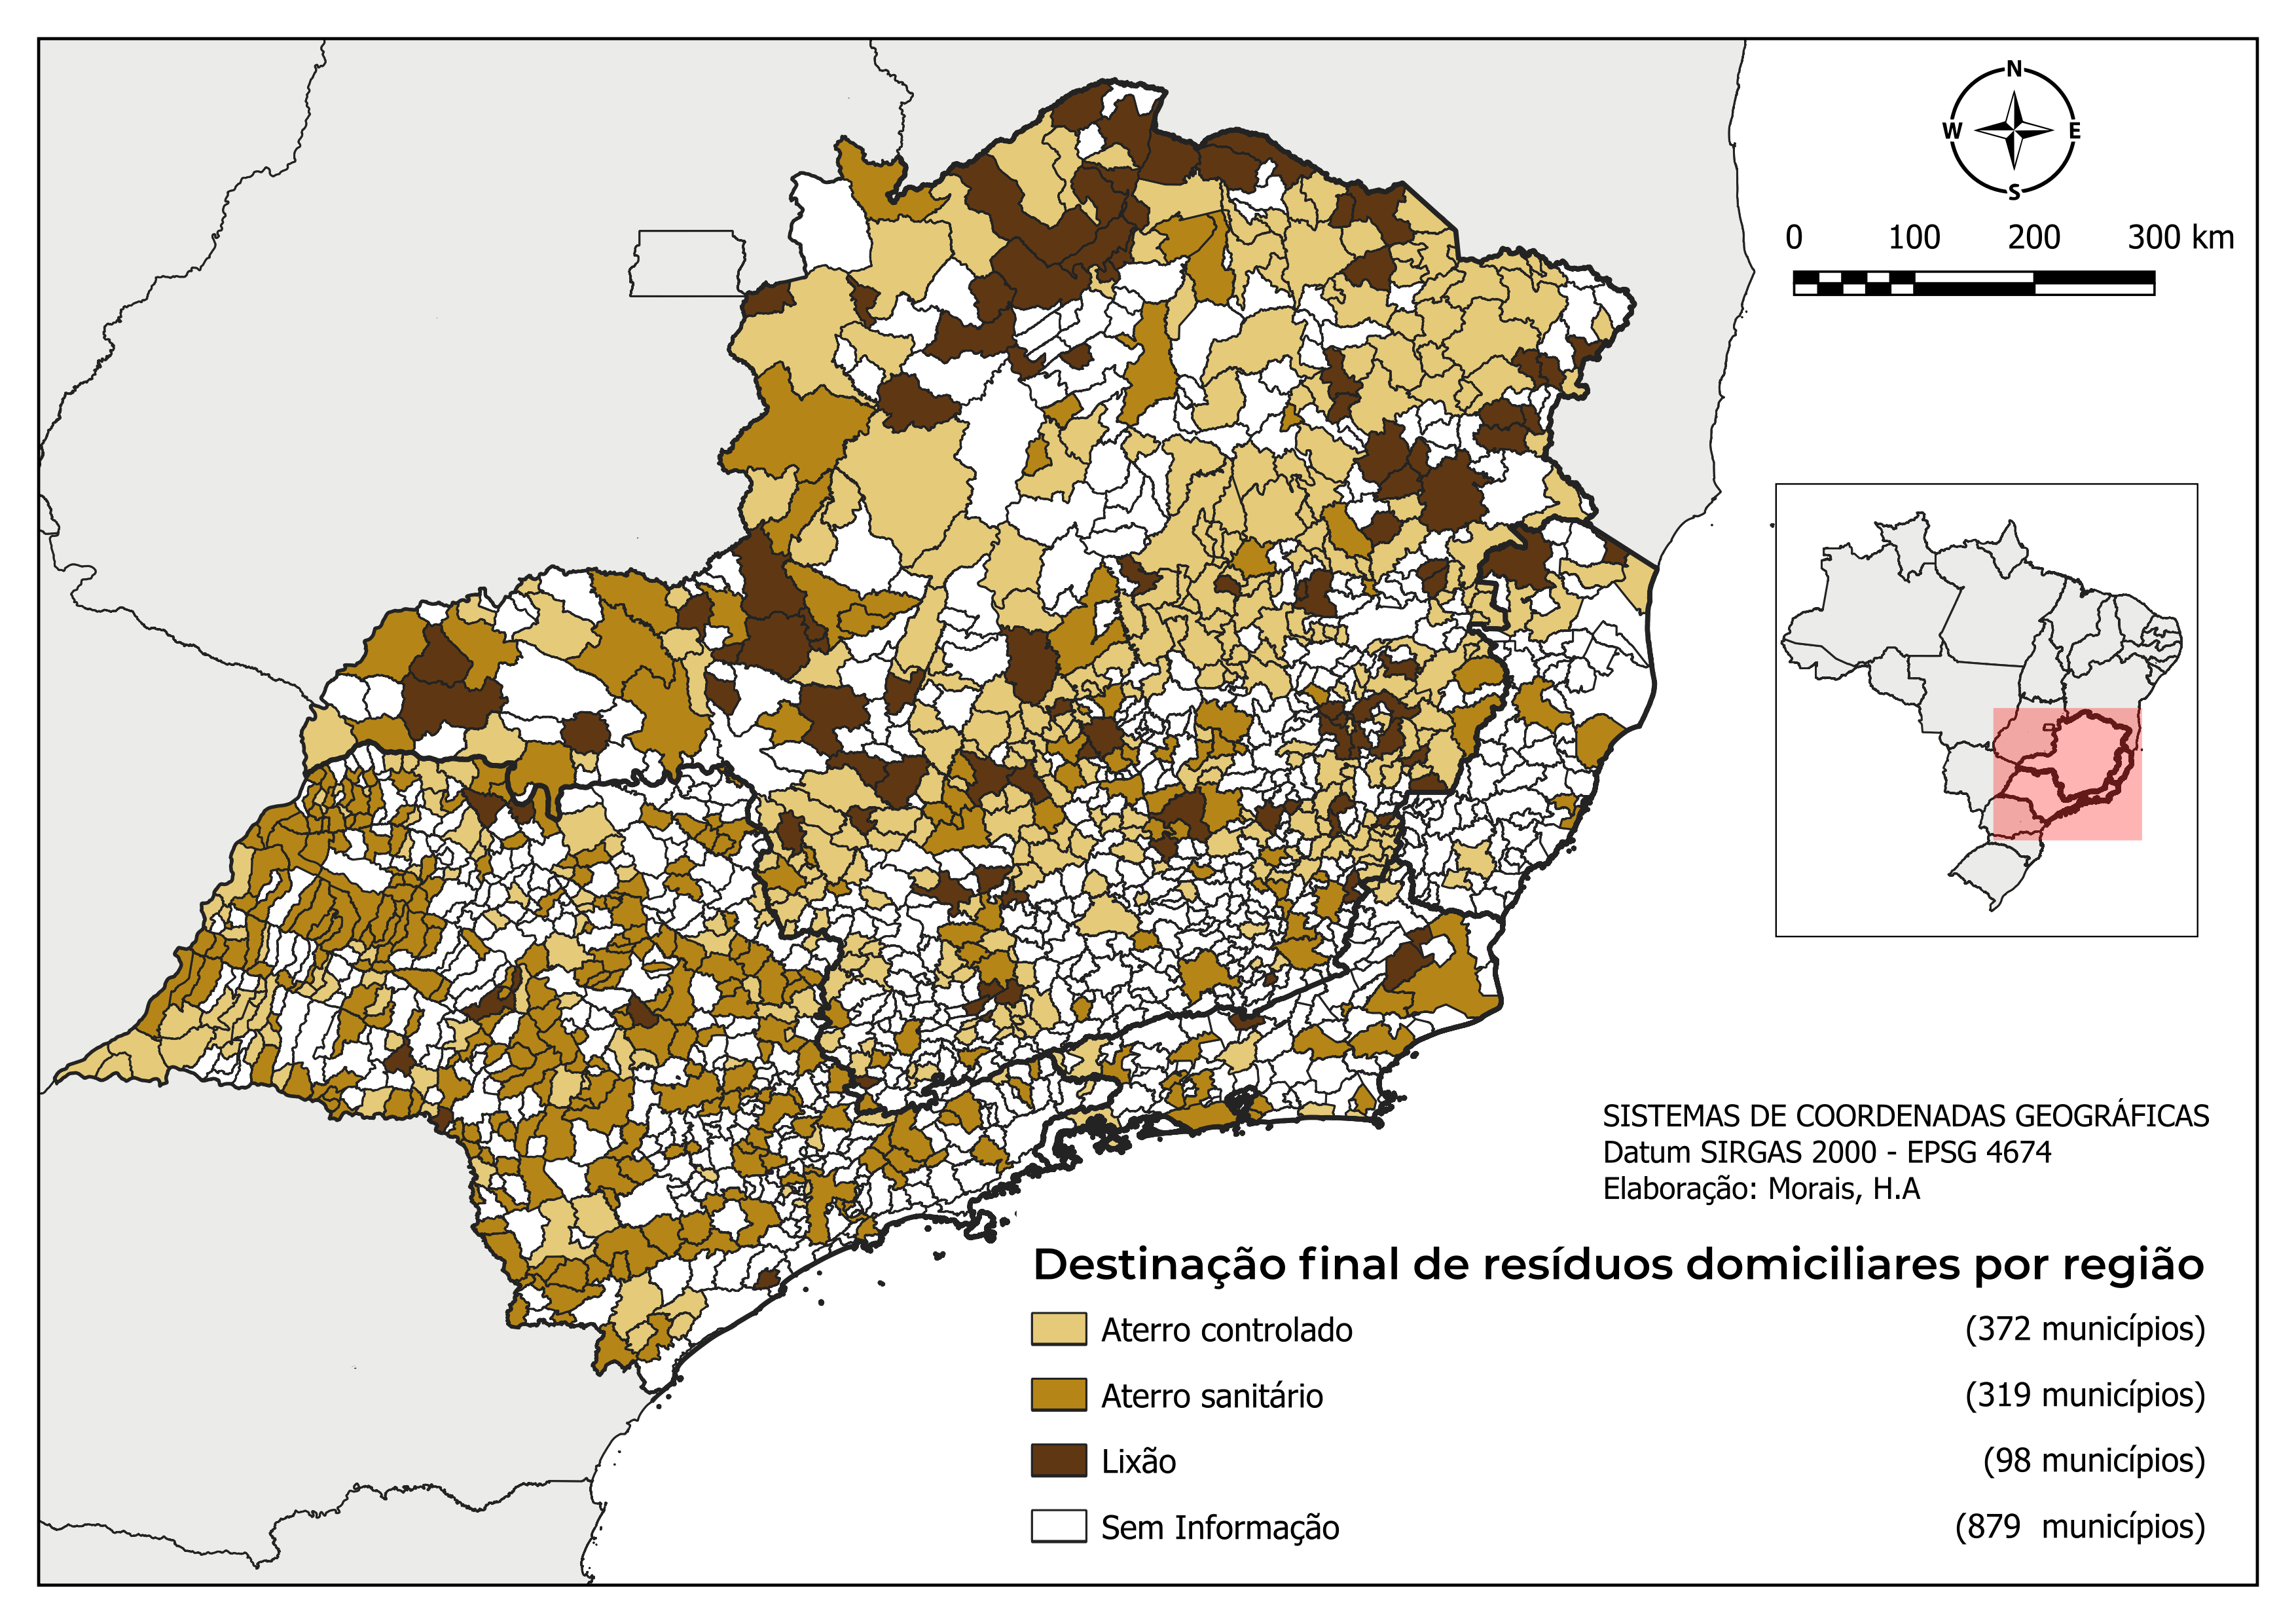 N
W E
S
0 100 200 300 km
SISTEMAS DE COORDENADAS GEOGRÁFICAS
Datum SIRGAS 2000 - EPSG 4674
Elaboração: Morais, H.A
Destinação final de resíduos domiciliares por região
Aterro controlado (372 municípios)
Aterro sanitário (319 municípios)
Lixão (98 municípios)
Sem Informação (879 municípios)